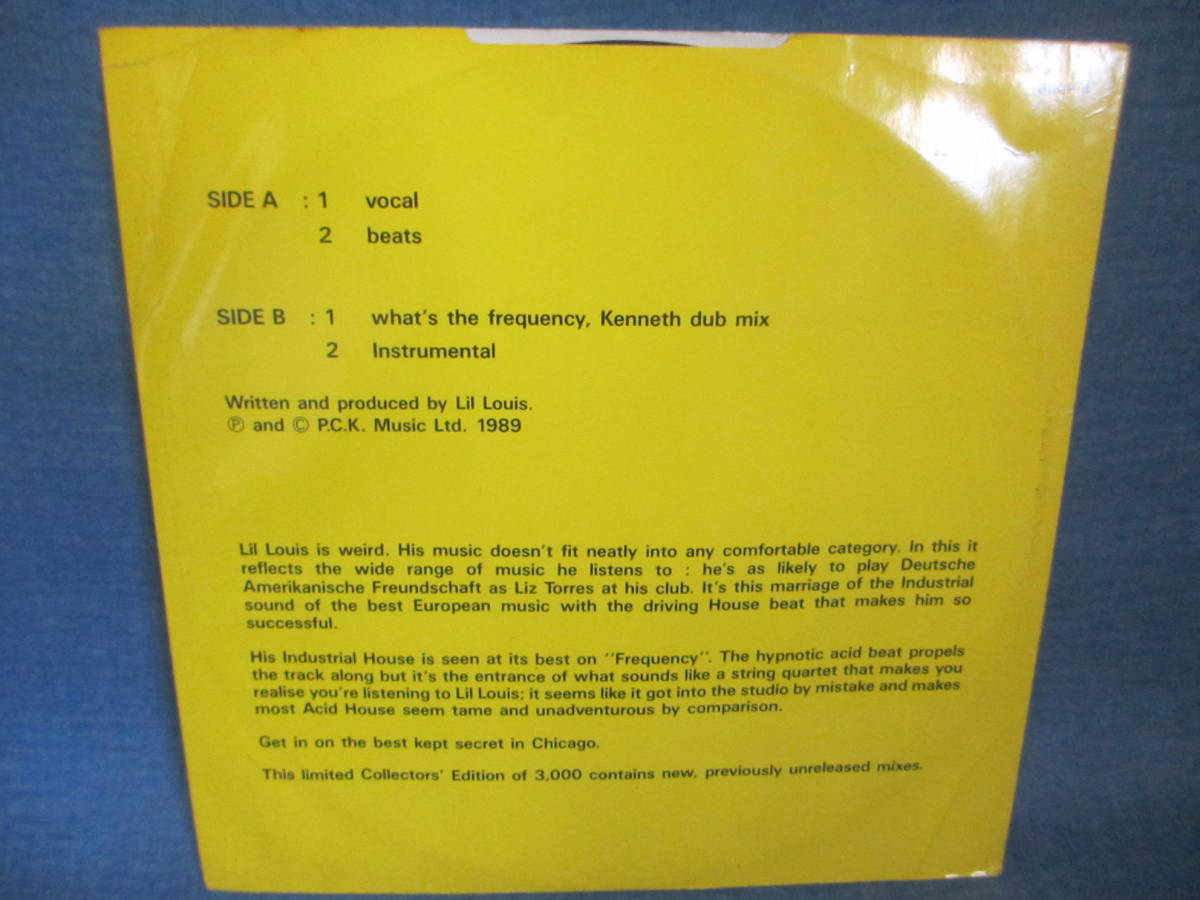 SIDE A : 1 vocal
2 beats
SIDE B : 1 what's the frequency, Kenneth dub mix
2 Instrumental
Written and produced by Lil Louis.
℗ and © P.C.K. Music Ltd. 1989
Lil Louis is weird. His music doesn't fit neatly into any comfortable category. In this it
reflects the wide range of music he listens to : he's as likely to play Deutsche
Amerikanische Freundschaft as Liz Torres at his club. It's this marriage of the Industrial
sound of the best European music with the driving House beat that makes him so
successful.
His Industrial House is seen at its best on "Frequency". The hypnotic acid beat propels
the track along but it's the entrance of what sounds like a string quartet that makes you
realise you're listening to Lil Louis; it seems like it got into the studio by mistake and makes
most Acid House seem tame and unadventurous by comparison.
Get in on the best kept secret in Chicago.
This limited Collectors' Edition of 3,000 contains new, previously unreleased mixes.